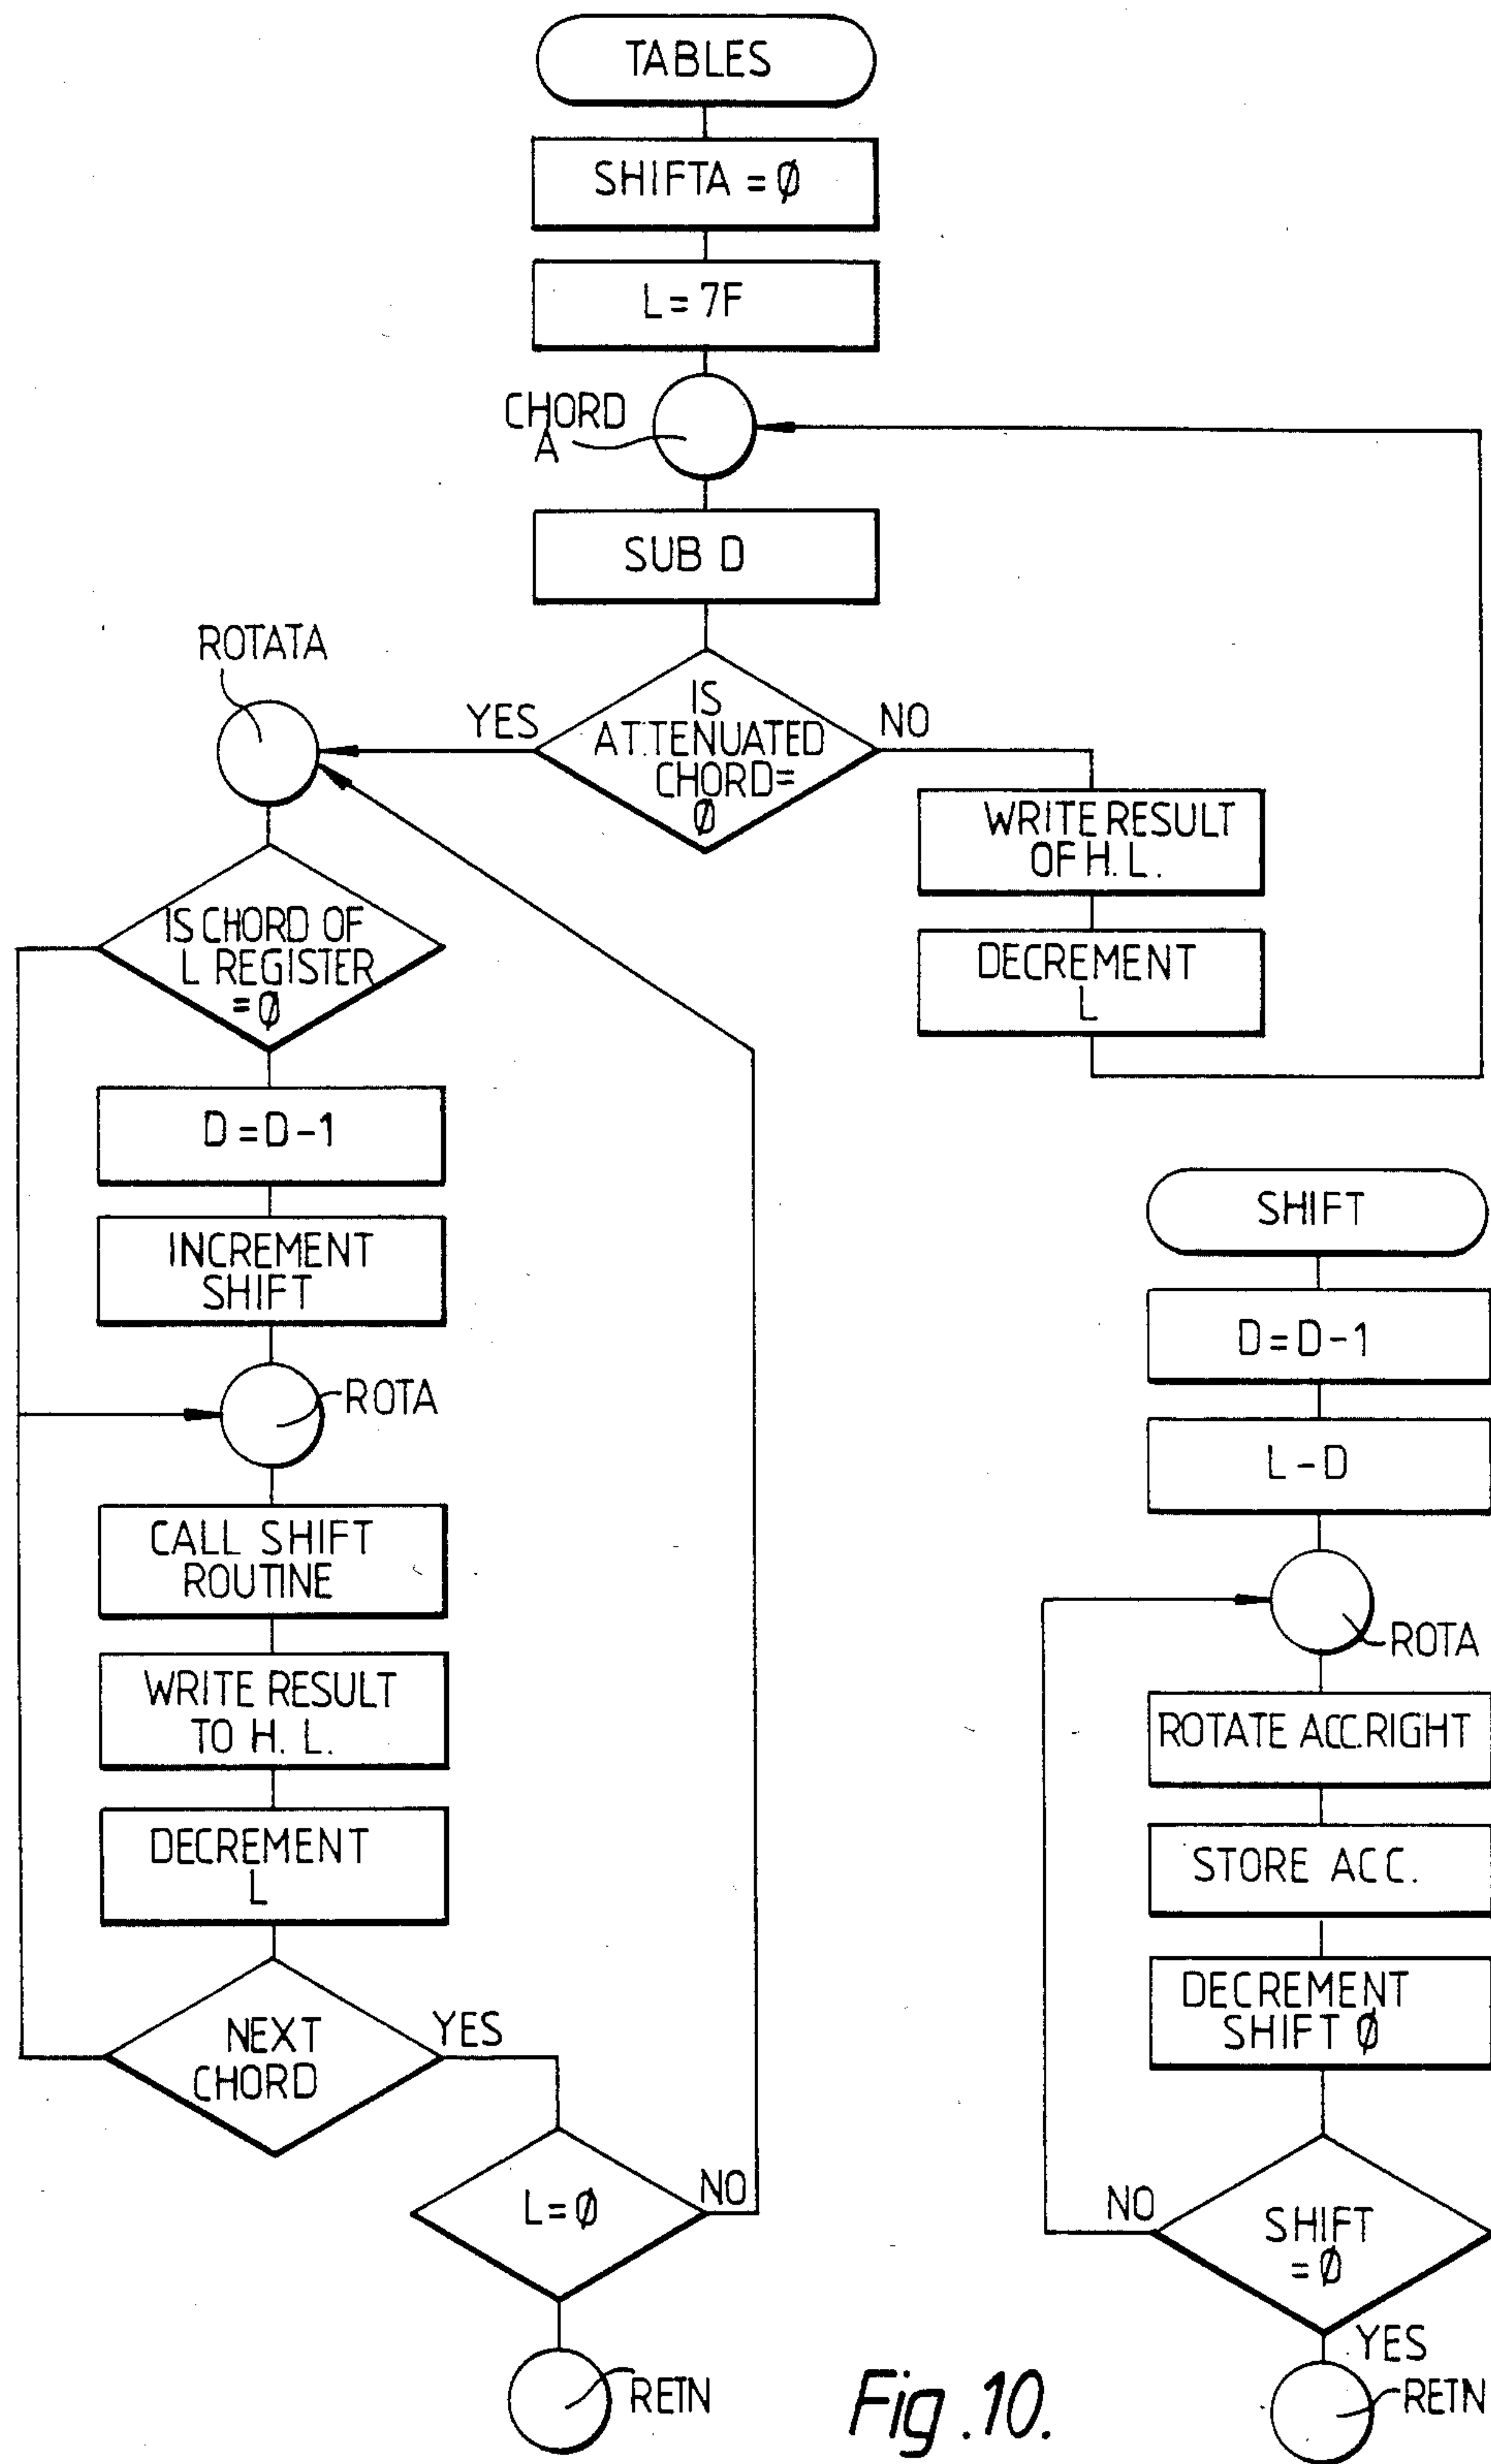 TABLES
SHIFTA = Ø
L = 7F
CHORD
A
SUB D
IS
ATTENUATED
CHORD =
Ø
YES
NO
WRITE RESULT
OF H. L.
DECREMENT
L
ROTATA
IS CHORD OF
L REGISTER
= Ø
D = D - 1
INCREMENT
SHIFT
ROTA
CALL SHIFT
ROUTINE
WRITE RESULT
TO H. L.
DECREMENT
L
NEXT
CHORD
YES
L = Ø
NO
RETN
SHIFT
D = D - 1
L - D
ROTA
ROTATE ACC. RIGHT
STORE ACC.
DECREMENT
SHIFT Ø
SHIFT
= Ø
NO
YES
RETN
Fig. 10.